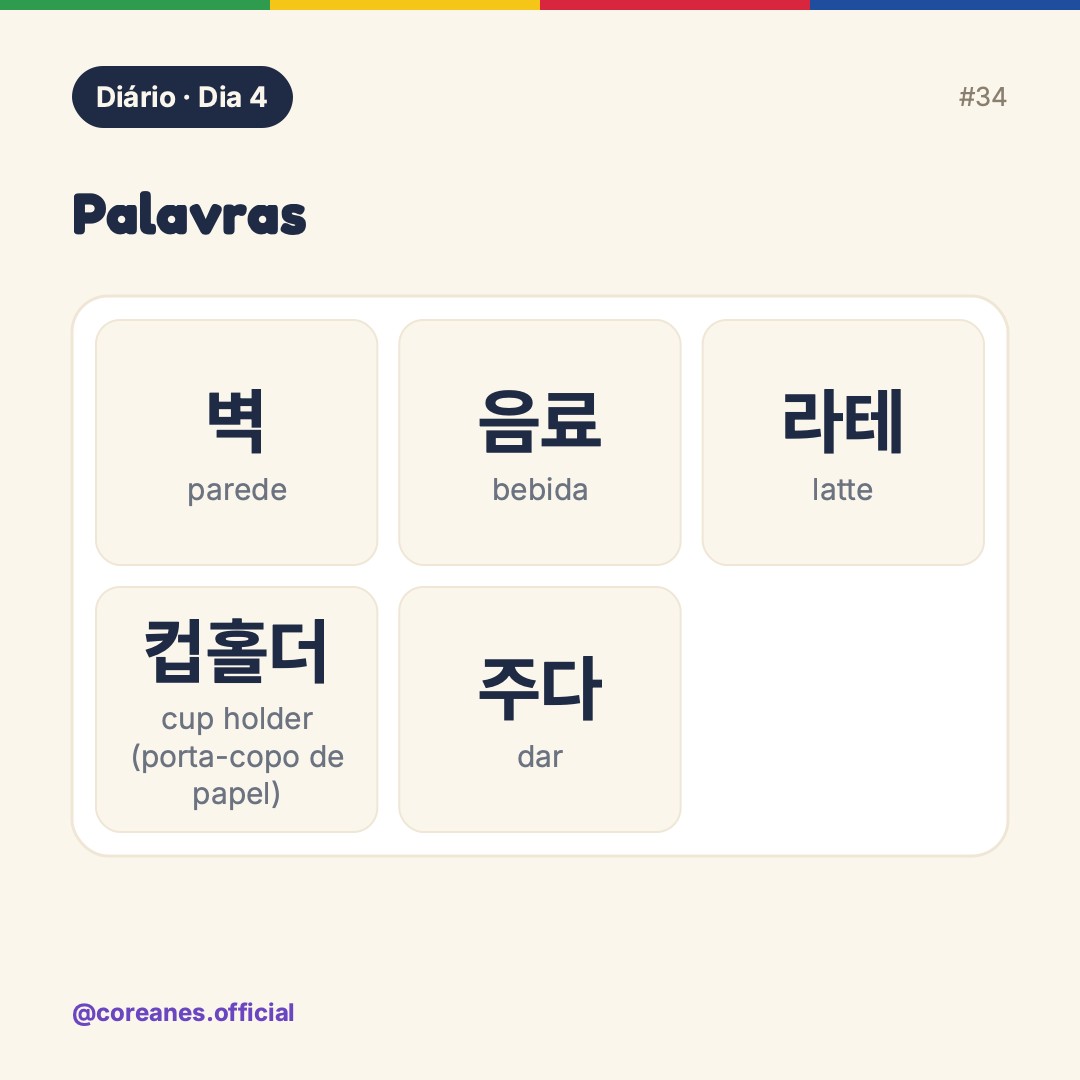 Diário · Dia 4
#34
Palavras
벽
parede
음료
bebida
라테
latte
컵홀더
cup holder
(porta-copo de
papel)
주다
dar
@coreanes.official